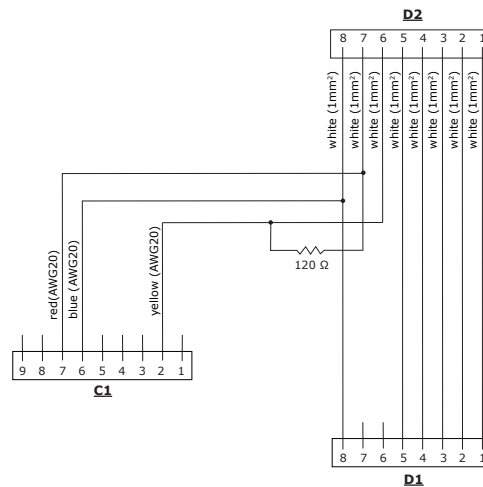 D2
8 7 6 5 4 3 2 1
white (1mm²) white (1mm²) white (1mm²) white (1mm²) white (1mm²) white (1mm²) white (1mm²) white (1mm²)
red(AWG20) blue (AWG20) yellow (AWG20)
120 Ω
9 8 7 6 5 4 3 2 1
C1
8 7 6 5 4 3 2 1
D1